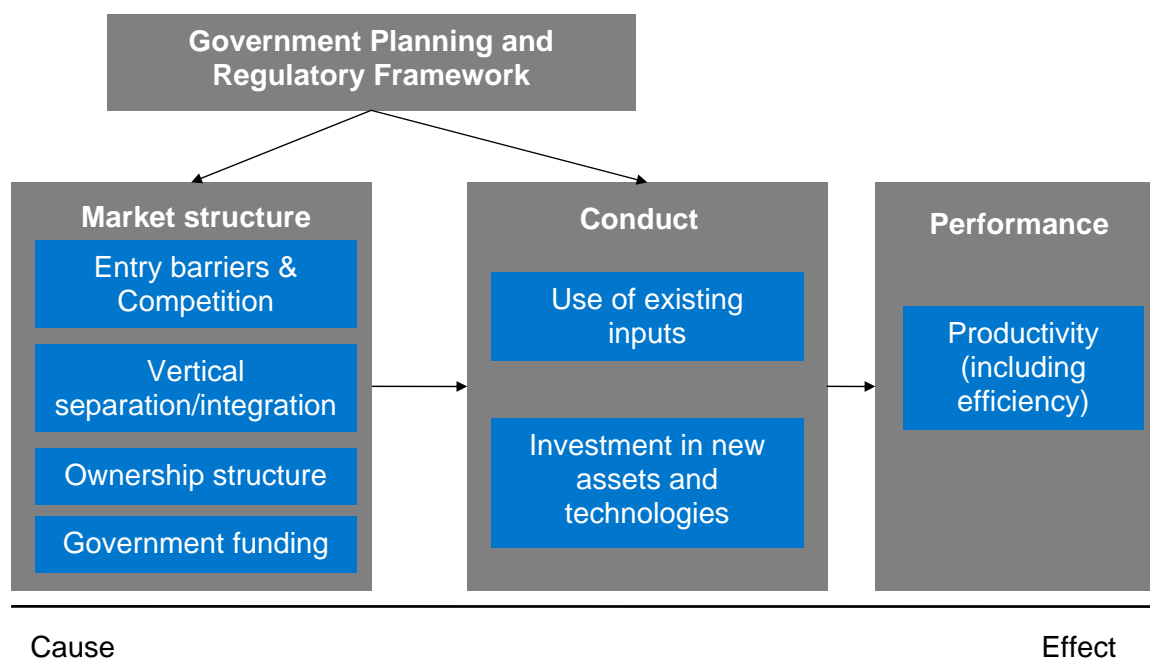 Government Planning and
Regulatory Framework
Market structure
Entry barriers &
Competition
Vertical
separation/integration
Ownership structure
Government funding
Conduct
Use of existing
inputs
Investment in new
assets and
technologies
Performance
Productivity
(including
efficiency)
Cause
Effect